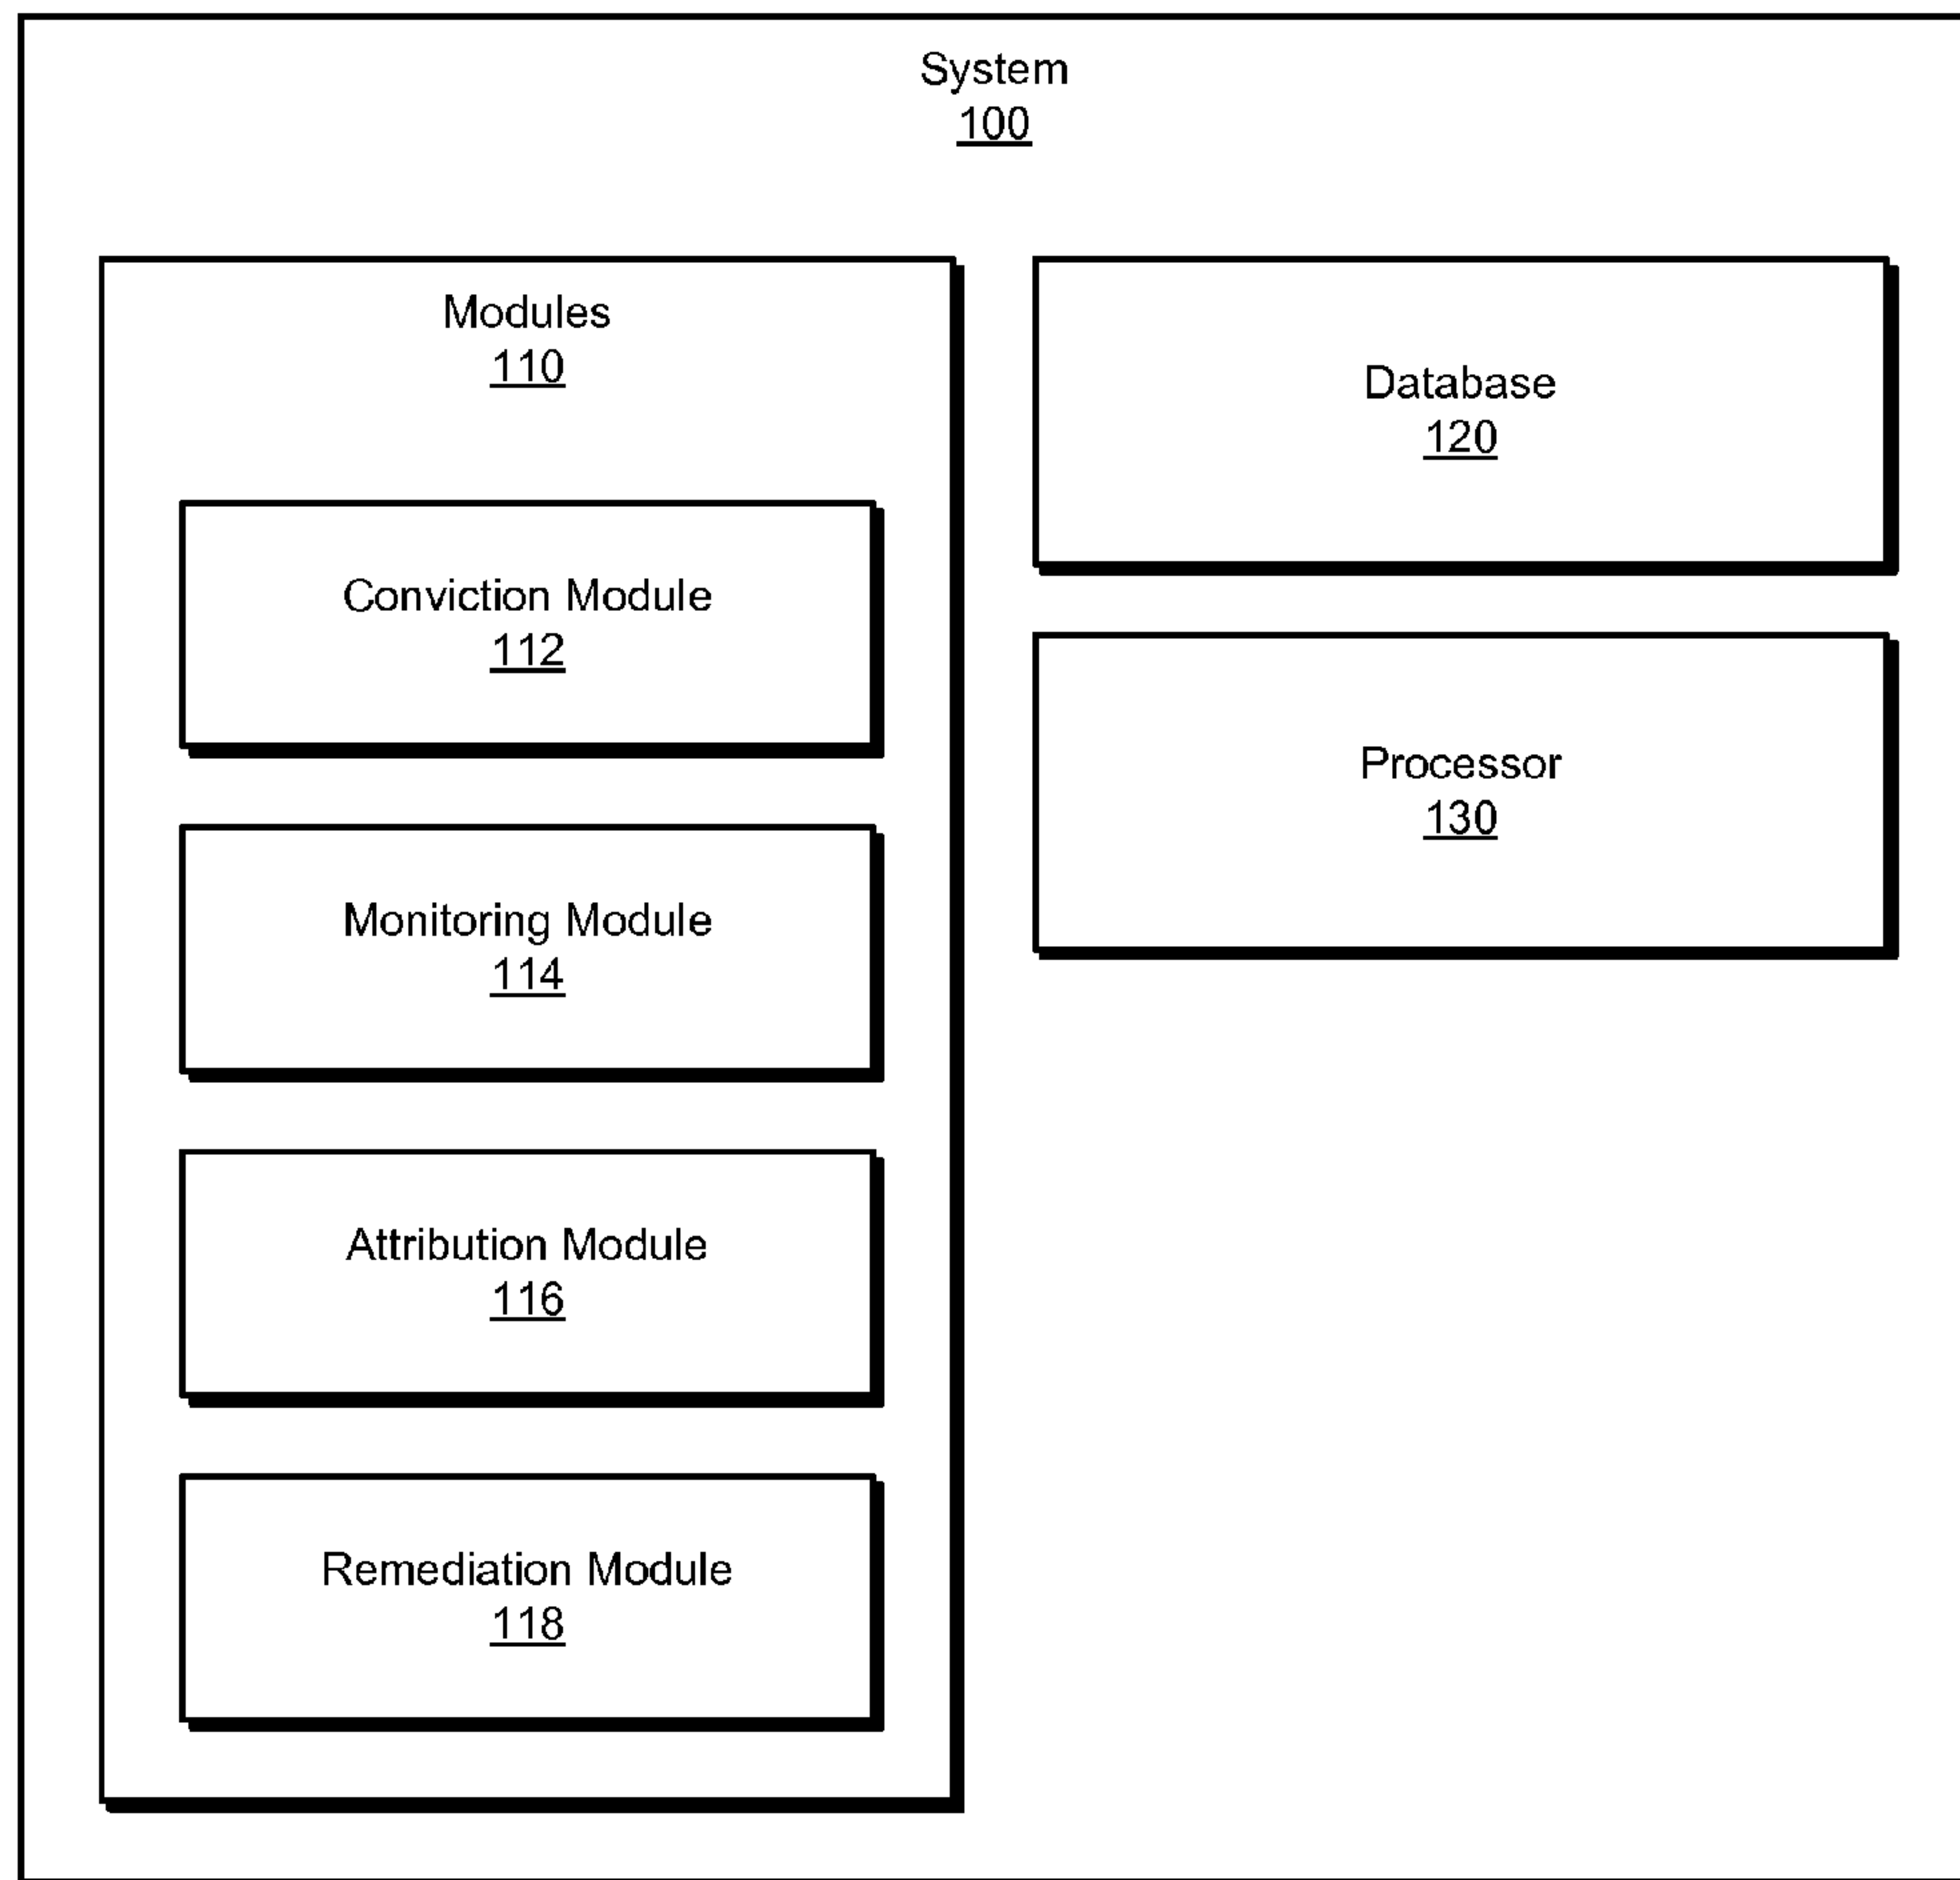 System
100
Modules
110
Conviction Module
112
Monitoring Module
114
Attribution Module
116
Remediation Module
118
Database
120
Processor
130